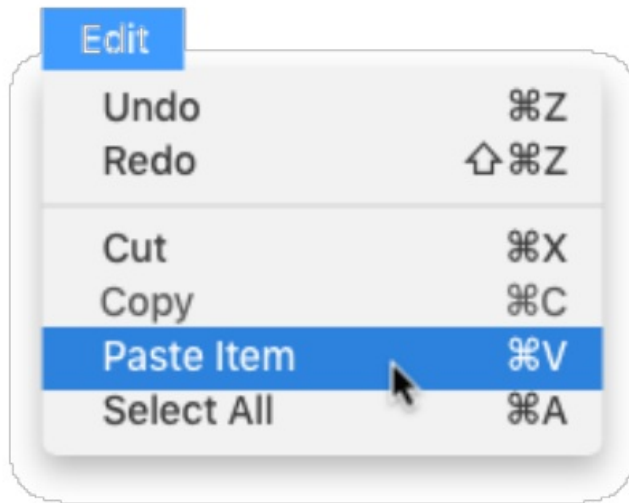 Edit
Undo ⌘Z
Redo ⇧⌘Z
Cut ⌘X
Copy ⌘C
Paste Item ⌘V
Select All ⌘A